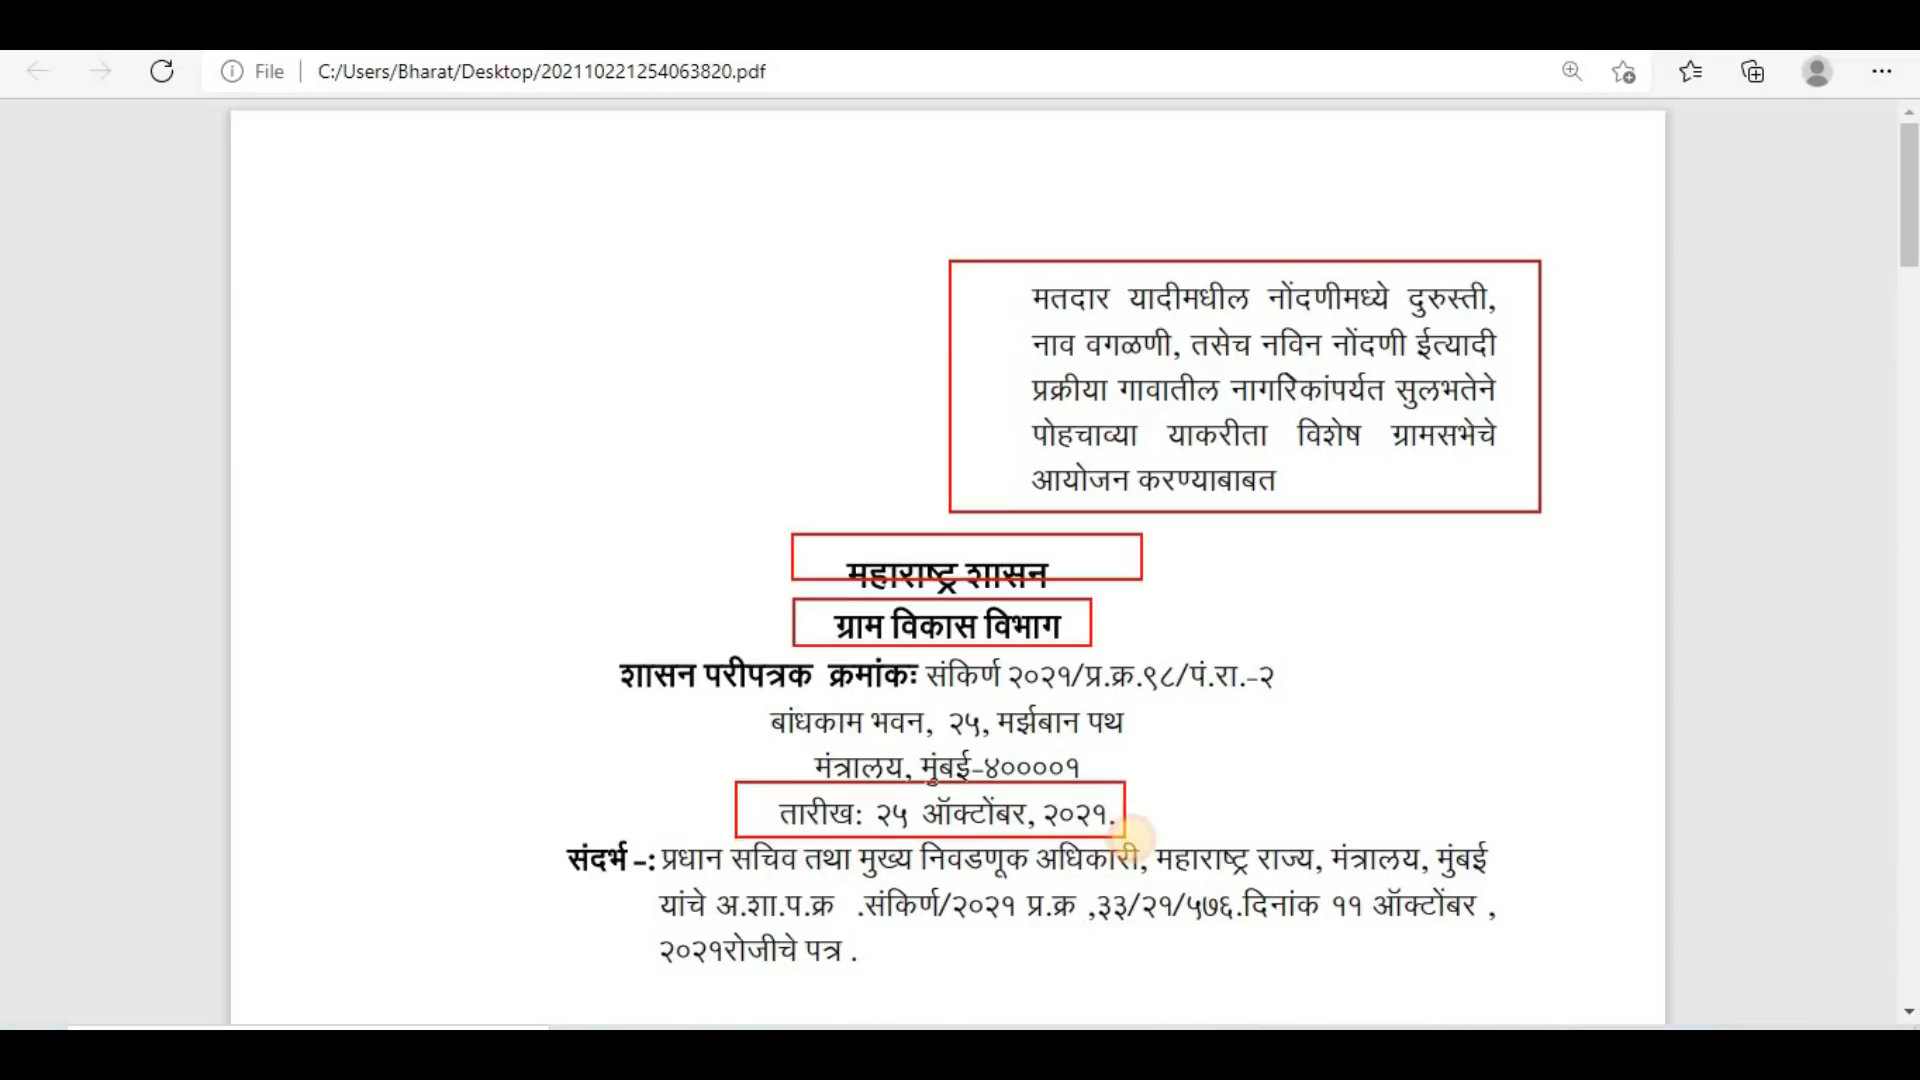 File
C:/Users/Bharat/Desktop/202110221254063820.pdf
मतदार यादीमधील नोंदणीमध्ये दुरुस्ती,
नाव वगळणी, तसेच नविन नोंदणी ईत्यादी
प्रक्रीया गावातील नागरिकांपर्यत सुलभतेने
पोहचाव्या याकरीता विशेष ग्रामसभेचे
आयोजन करण्याबाबत
महाराष्ट्र शासन
ग्राम विकास विभाग
शासन परीपत्रक क्रमांकः संकिर्ण २०२१/प्र.क्र.९८/पं.रा.-२
बांधकाम भवन, २५, मर्झबान पथ
मंत्रालय, मुंबई-४००००१
तारीख: २५ ऑक्टोंबर, २०२१.
संदर्भ -: प्रधान सचिव तथा मुख्य निवडणूक अधिकारी, महाराष्ट्र राज्य, मंत्रालय, मुंबई
यांचे अ.शा.प.क्र .संकिर्ण/२०२१ प्र.क्र ,३३/२१/५७६.दिनांक ११ ऑक्टोंबर ,
२०२१रोजीचे पत्र .